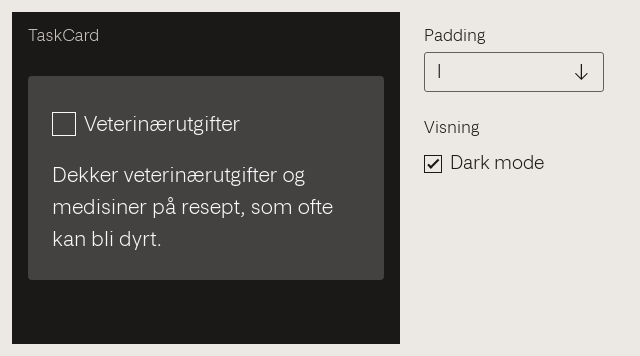 TaskCard
Veterinærutgifter
Dekker veterinærutgifter og
medisiner på resept, som ofte
kan bli dyrt.
Padding
l
Visning
Dark mode